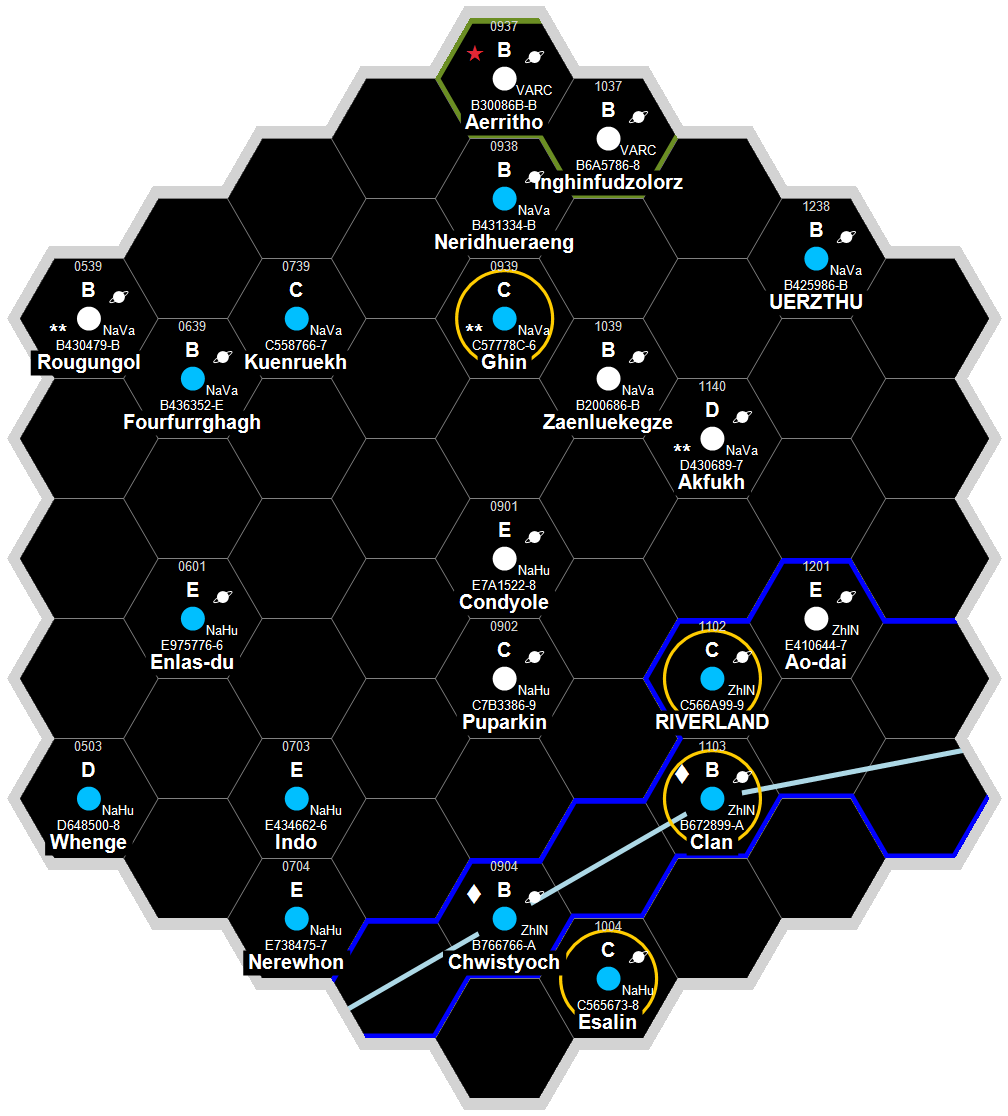 0937
B
VARC
B30086B-B
Aerritho
1037
B
VARC
B6A5786-8
Inghinfudzolorz
0938
B
NaVa
B431334-B
Neridhueraeng
1238
B
NaVa
B425986-B
UERZTHU
0539
B
** NaVa
B430479-B
Rougungol
0739
C
NaVa
C558766-7
Kuenruekh
0939
C
** NaVa
C57778C-6
Ghin
0639
B
NaVa
B436352-E
Fourfurrghagh
1039
B
NaVa
B200686-B
Zaenluekegze
1140
D
** NaVa
D430689-7
Akfukh
0901
E
NaHu
E7A1522-8
Condyole
0601
E
NaHu
E975776-6
Enlas-du
1201
E
ZhIN
E410644-7
Ao-dai
0902
C
NaHu
C7B3386-9
Puparkin
1102
C
ZhIN
C566A99-9
RIVERLAND
0503
D
NaHu
D648500-8
Whenge
0703
E
NaHu
E434662-6
Indo
1103
B
ZhIN
B672899-A
Clan
0704
E
NaHu
E738475-7
Nerewhon
0904
B
ZhIN
B766766-A
Chwistyoch
1004
C
NaHu
C565673-8
Esalin